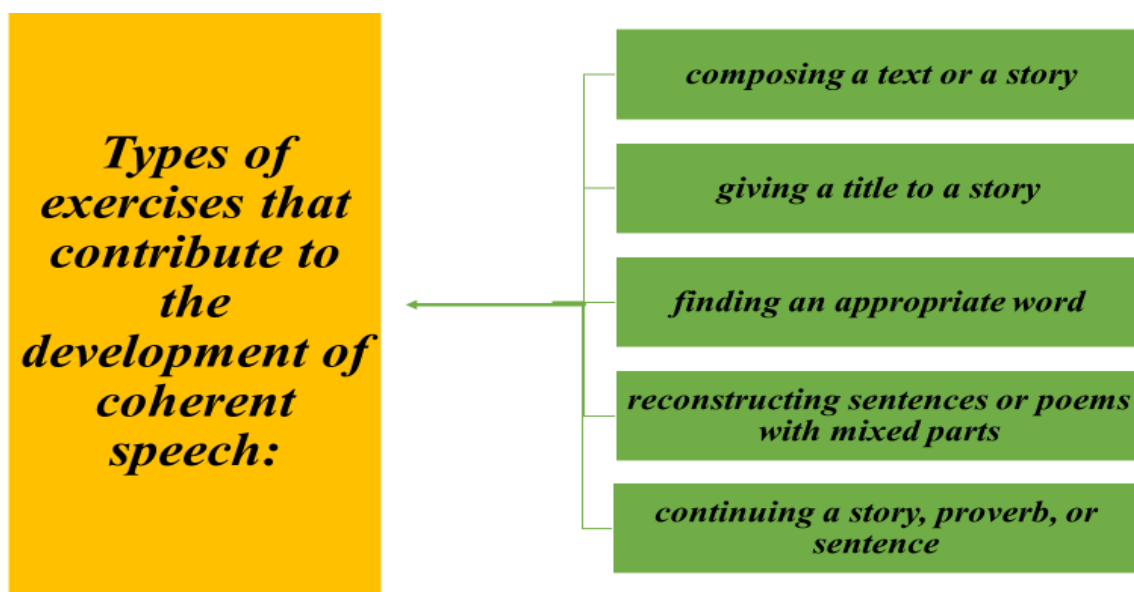 Types of
exercises that
contribute to
the
development of
coherent
speech:
composing a text or a story
giving a title to a story
finding an appropriate word
reconstructing sentences or poems
with mixed parts
continuing a story, proverb, or
sentence